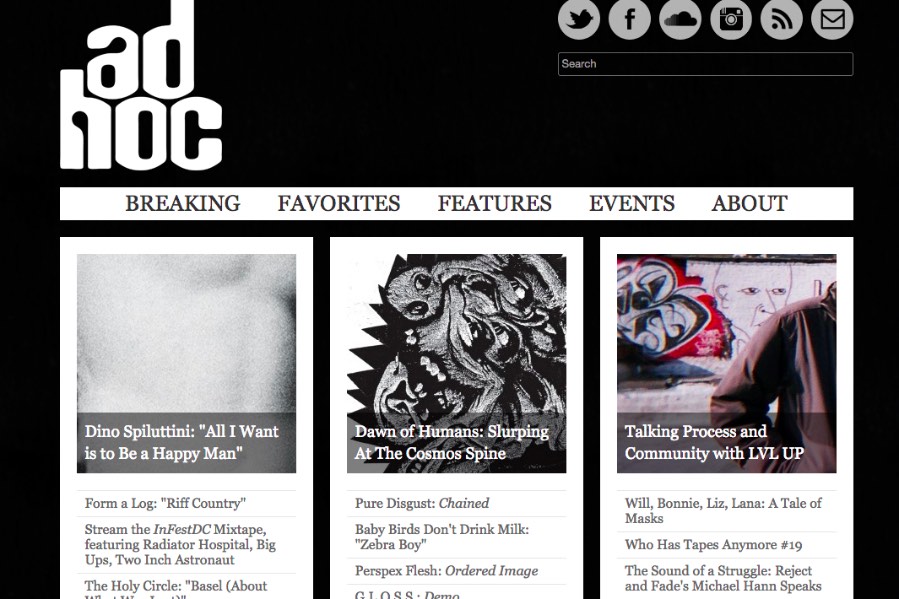 ad
hoc
Search
BREAKING FAVORITES FEATURES EVENTS ABOUT
Dino Spiluttini: "All I Want
is to Be a Happy Man"
Form a Log: "Riff Country"
Stream the InFestDC Mixtape,
featuring Radiator Hospital, Big
Ups, Two Inch Astronaut
The Holy Circle: "Basel (About
What We Lost)"
Dawn of Humans: Slurping
At The Cosmos Spine
Pure Disgust: Chained
Baby Birds Don't Drink Milk:
"Zebra Boy"
Perspex Flesh: Ordered Image
G.L.O.S.S.: Demo
Talking Process and
Community with LVL UP
Will, Bonnie, Liz, Lana: A Tale of
Masks
Who Has Tapes Anymore #19
The Sound of a Struggle: Reject
and Fade's Michael Hann Speaks